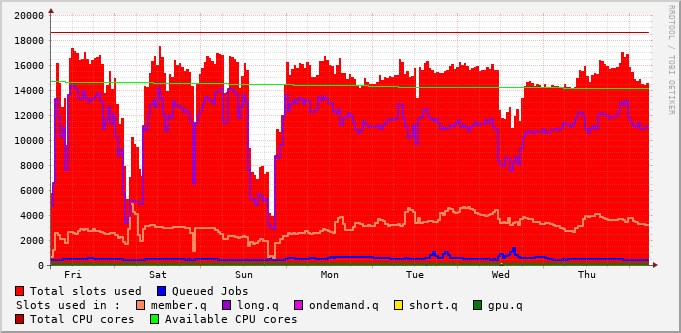 20000
18000
16000
14000
12000
10000
8000
6000
4000
2000
0
Fri Sat Sun Mon Tue Wed Thu
Total slots used Queued Jobs
Slots used in : member.q long.q ondemand.q short.q gpu.q
Total CPU cores Available CPU cores
RRDTOOL / TOBI OETIKER